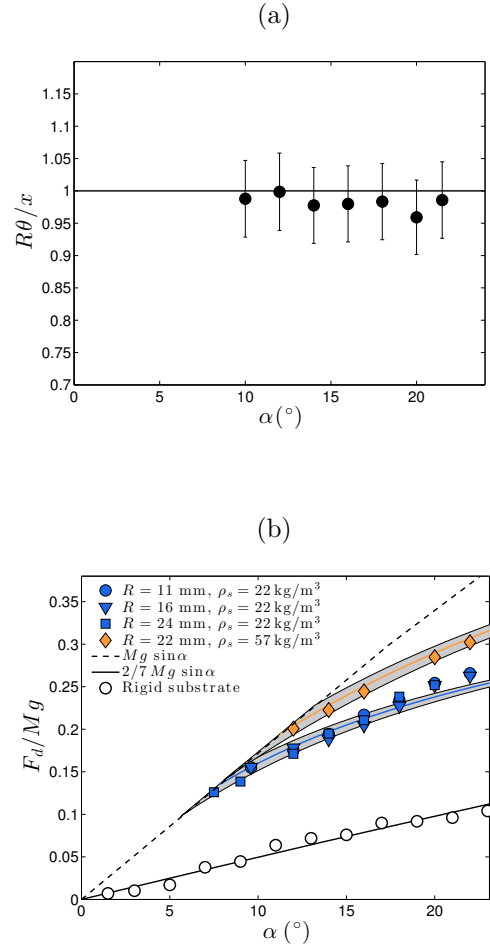 (a)
1.15
1.1
1.05
1
0.95
0.9
0.85
0.8
0.75
0.7
0 5 10 15 20
Rθ/x
α(°)
(b)
R = 11 mm, ρₛ = 22 kg/m³
R = 16 mm, ρₛ = 22 kg/m³
R = 24 mm, ρₛ = 22 kg/m³
R = 22 mm, ρₛ = 57 kg/m³
Mg sinα
2/7 Mg sinα
Rigid substrate
0.35
0.3
0.25
0.2
0.15
0.1
0.05
0
0 5 10 15 20
F_d/Mg
α(°)